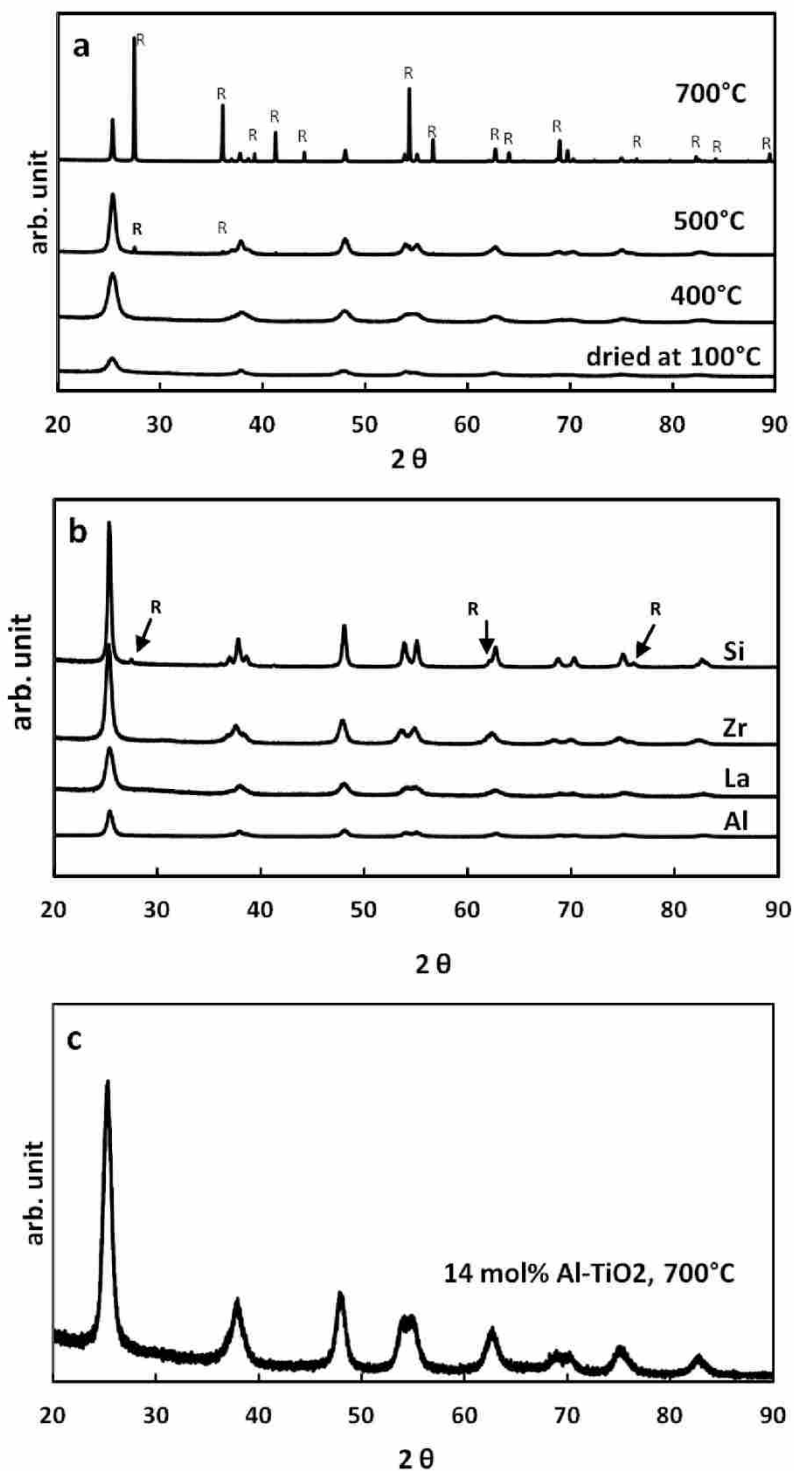 a
R
R
R
R
R
R
R
R
R
R
R
R
R
R
700°C
R
R
500°C
400°C
dried at 100°C
arb. unit
20 30 40 50 60 70 80 90
2 θ
b
R
R
R
Si
Zr
La
Al
arb. unit
20 30 40 50 60 70 80 90
2 θ
c
14 mol% Al-TiO2, 700°C
arb. unit
20 30 40 50 60 70 80 90
2 θ